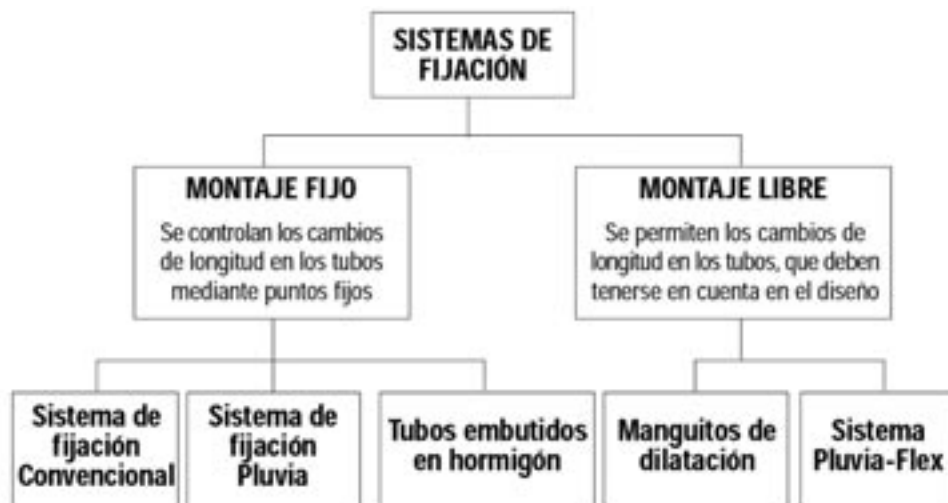 SISTEMAS DE
FIJACIÓN
MONTAJE FIJO
Se controlan los cambios
de longitud en los tubos
mediante puntos fijos
MONTAJE LIBRE
Se permiten los cambios de
longitud en los tubos, que deben
tenerse en cuenta en el diseño
Sistema de
fijación
Convencional
Sistema de
fijación
Pluvia
Tubos embutidos
en hormigón
Manguitos de
dilatación
Sistema
Pluvia-Flex